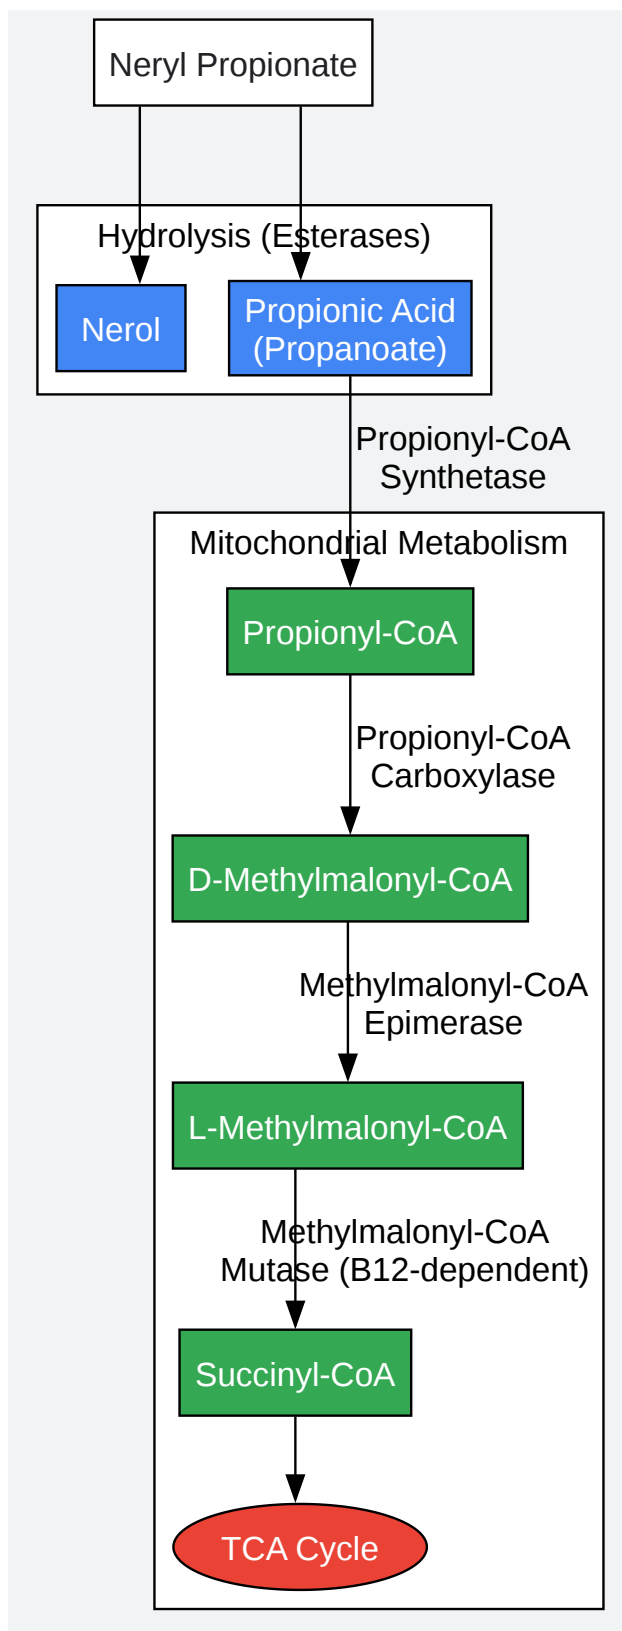 Neryl Propionate
Hydrolysis (Esterases)
Nerol
Propionic Acid
(Propanoate)
Propionyl-CoA
Synthetase
Mitochondrial Metabolism
Propionyl-CoA
Propionyl-CoA
Carboxylase
D-Methylmalonyl-CoA
Methylmalonyl-CoA
Epimerase
L-Methylmalonyl-CoA
Methylmalonyl-CoA
Mutase (B12-dependent)
Succinyl-CoA
TCA Cycle